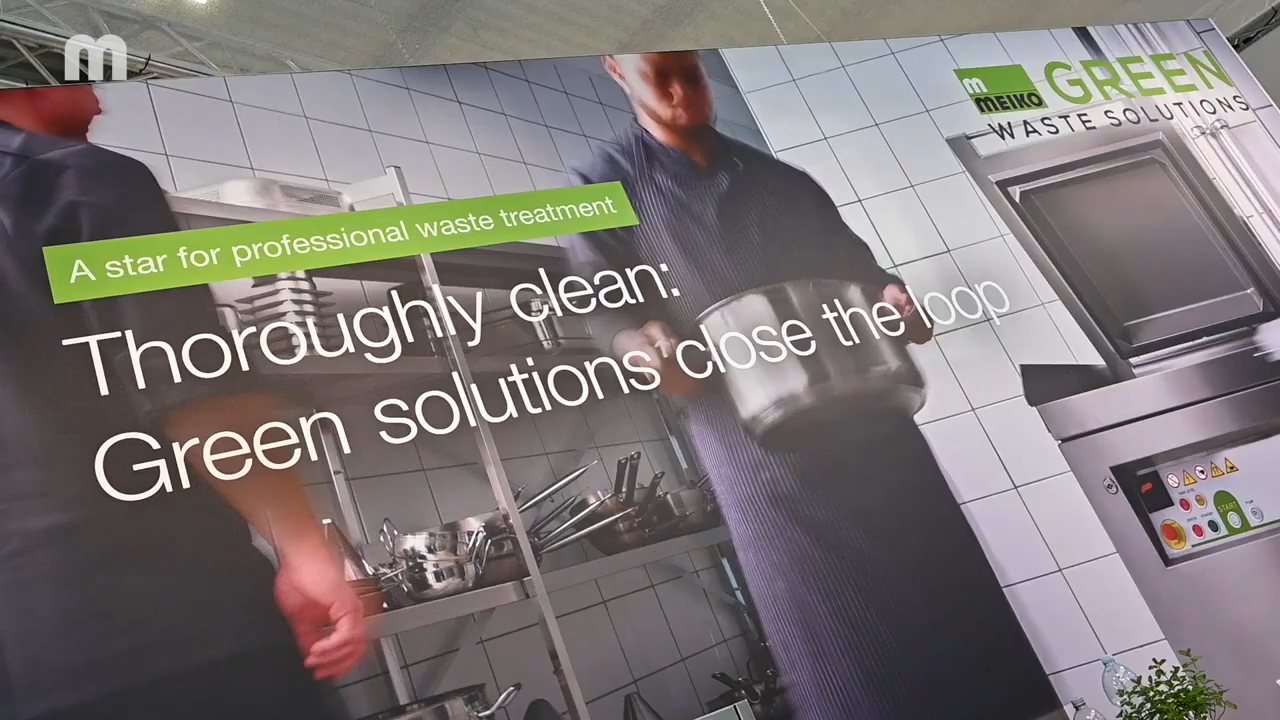 m
m
MEIKO
GREEN
WASTE SOLUTIONS
A star for professional waste treatment
Thoroughly clean:
Green solutions close the loop
START